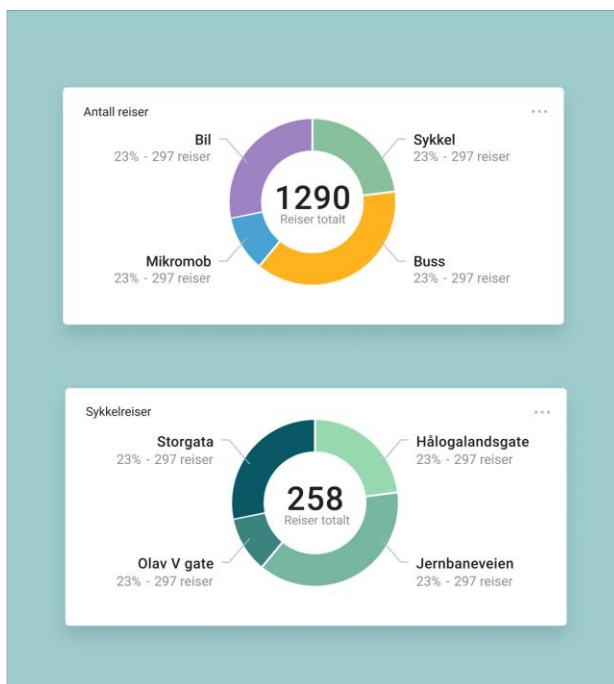 Antall reiser
Bil
23% - 297 reiser
Sykkel
23% - 297 reiser
1290
Reiser totalt
Mikromob
23% - 297 reiser
Buss
23% - 297 reiser
Sykkelreiser
Storgata
23% - 297 reiser
Hålogalandsgate
23% - 297 reiser
258
Reiser totalt
Olav V gate
23% - 297 reiser
Jernbaneveien
23% - 297 reiser